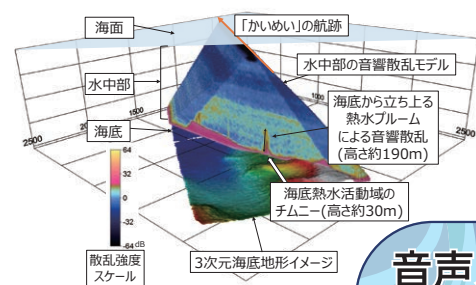 海面
「かいめい」の航跡
水中部の音響散乱モデル
水中部
海底から立ち上る
熱水プルーム
による音響散乱
(高さ約190m)
海底
海底熱水活動域の
チムニー(高さ約30m)
3次元海底地形イメージ
散乱強度
スケール
64
32
0
-32
-64dB
2500
1500
1000
1500
2500
音声